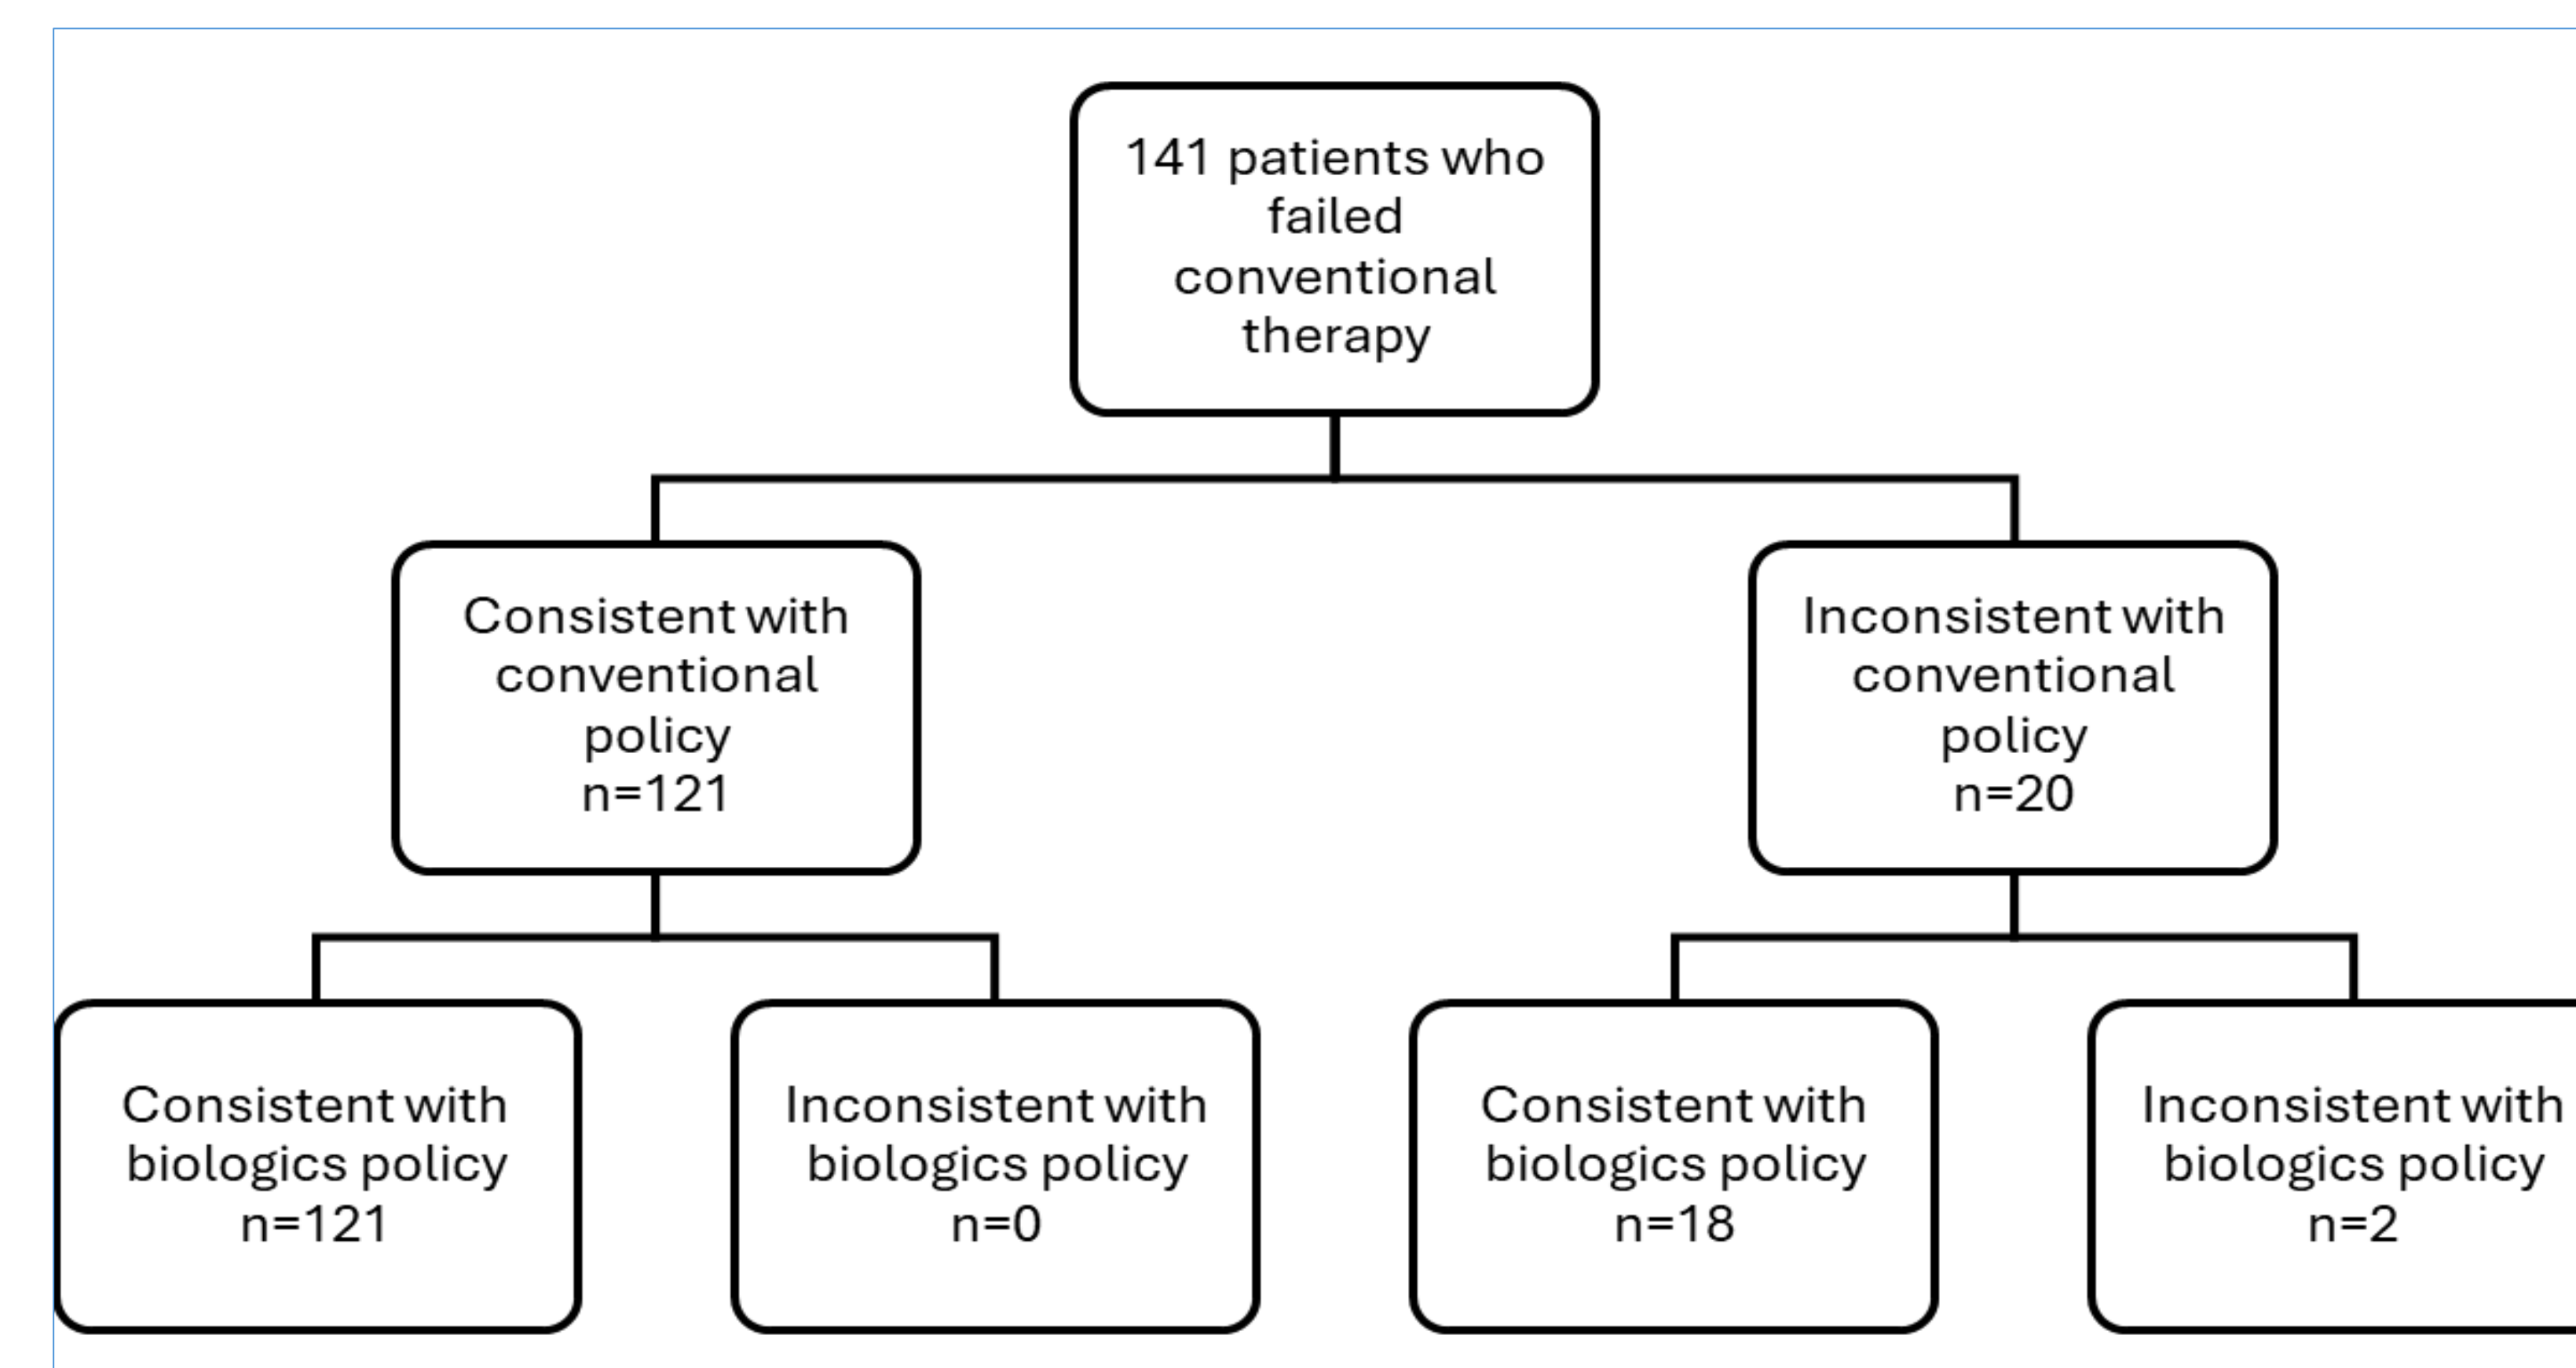 141 patients who
failed
conventional
therapy
Consistent with
conventional
policy
n=121
Inconsistent with
conventional
policy
n=20
Consistent with
biologics policy
n=121
Inconsistent with
biologics policy
n=0
Consistent with
biologics policy
n=18
Inconsistent with
biologics policy
n=2